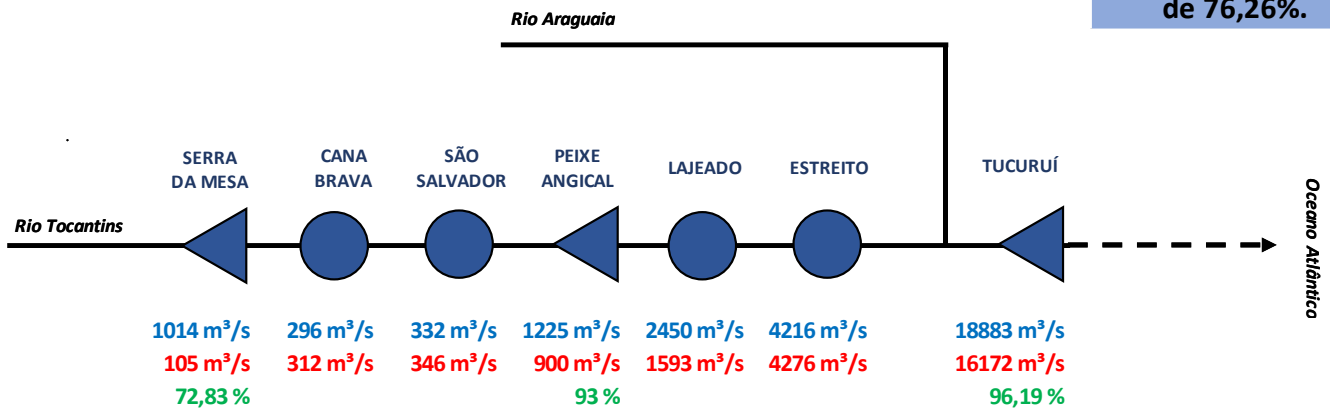 de 76,26%.
Rio Araguaia
SERRA
DA MESA
CANA
BRAVA
SÃO
SALVADOR
PEIXE
ANGICAL
LAJEADO
ESTREITO
TUCURUÍ
Rio Tocantins
Oceano Atlântico
1014 m³/s 296 m³/s 332 m³/s 1225 m³/s 2450 m³/s 4216 m³/s 18883 m³/s
105 m³/s 312 m³/s 346 m³/s 900 m³/s 1593 m³/s 4276 m³/s 16172 m³/s
72,83 % 93 % 96,19 %